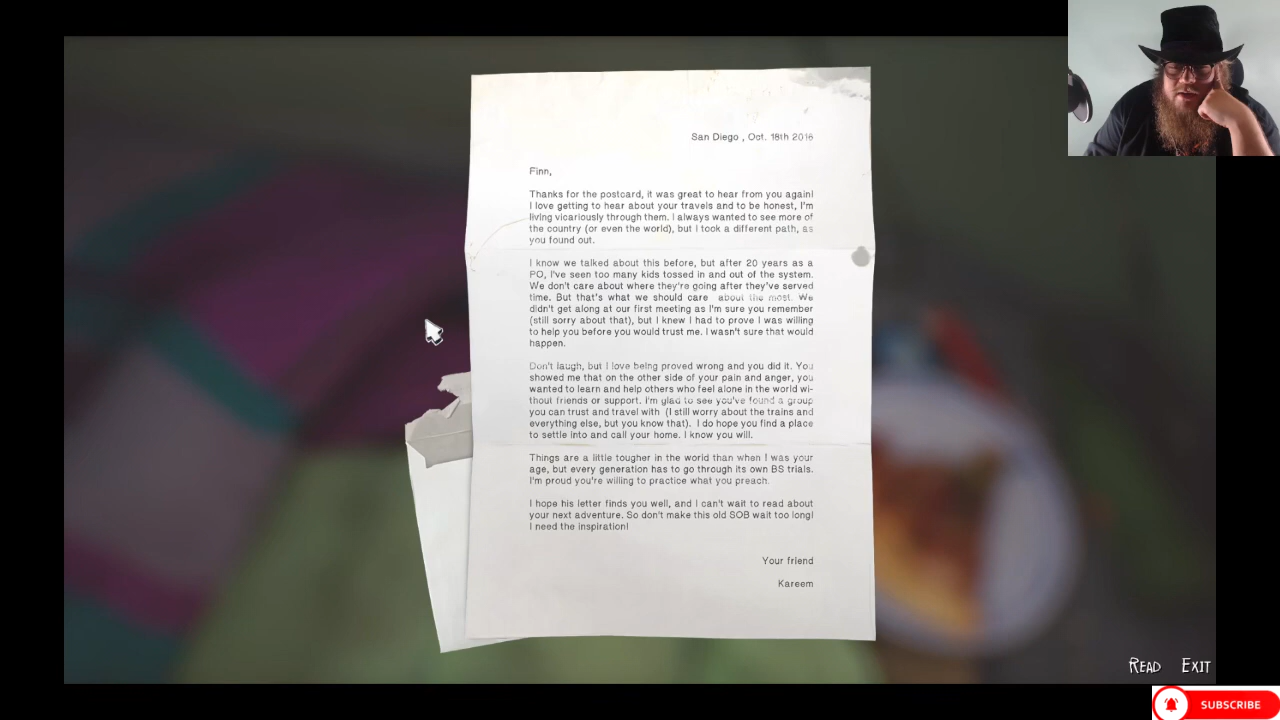 San Diego , Oct. 18th 2016
Finn,
Thanks for the postcard, it was great to hear from you again!
I love getting to hear about your travels and to be honest, I'm
living vicariously through them. I always wanted to see more of
the country (or even the world), but I took a different path, as
you found out.
I know we talked about this before, but after 20 years as a
PO, I've seen too many kids tossed in and out of the system.
We don't care about where they're going after they've served
time. But that's what we should care about the most. We
didn't get along at our first meeting as I'm sure you remember
(still sorry about that), but I knew I had to prove I was willing
to help you before you would trust me. I wasn't sure that would
happen.
Don't laugh, but I love being proved wrong and you did it. You
showed me that on the other side of your pain and anger, you
wanted to learn and help others who feel alone in the world wi-
thout friends or support. I'm glad to see you've found a group
you can trust and travel with (I still worry about the trains and
everything else, but you know that). I do hope you find a place
to settle into and call your home. I know you will.
Things are a little tougher in the world than when I was your
age, but every generation has to go through its own BS trials.
I'm proud you're willing to practice what you preach.
I hope his letter finds you well, and I can't wait to read about
your next adventure. So don't make this old SOB wait too long!
I need the inspiration!
Your friend
Kareem
READ EXIT
SUBSCRIBE